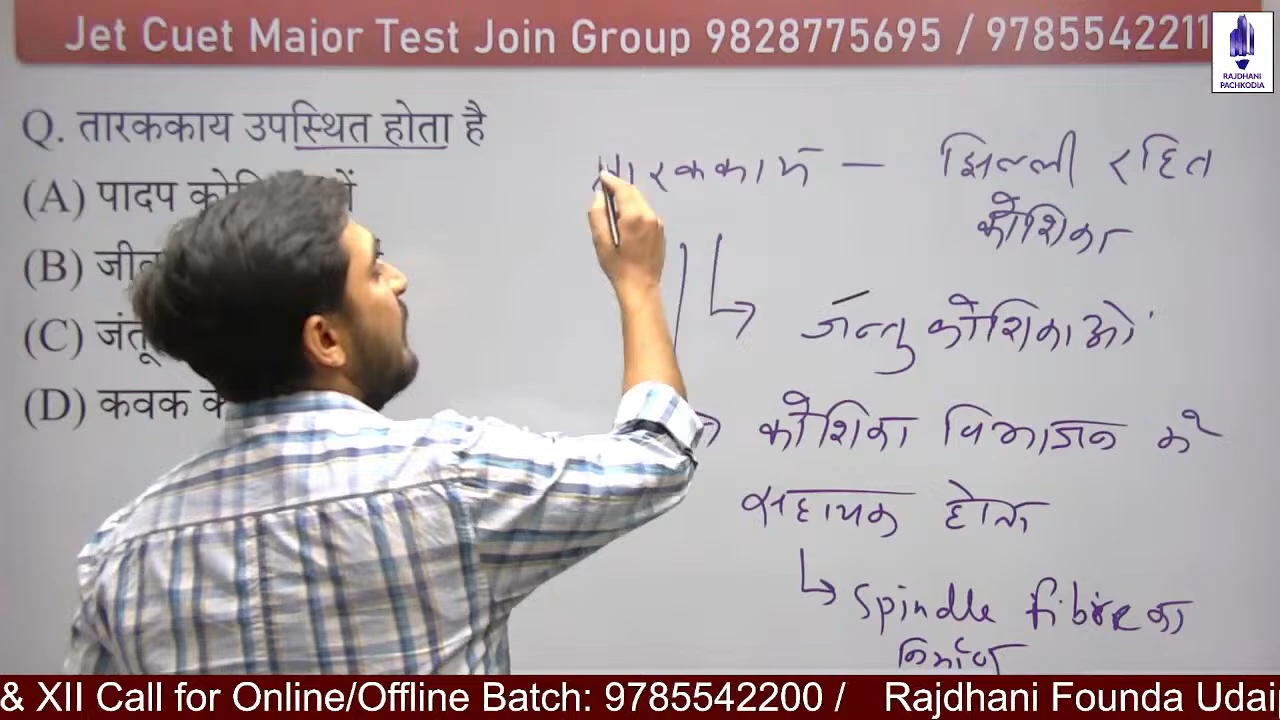 Jet Cuet Major Test Join Group 9828775695 / 9785542211
RAJDHANI
PACHKODIA
Q. तारककाय उपस्थित होता है
(A) पादप
(B)
(C)
(D) कवक
तारककाय — झिल्ली रहित
कोशिका
जन्तु कोशिकाओं
कोशिका विभाजन में
सहायक होता
Spindle fibre का
निर्माण
& XII Call for Online/Offline Batch: 9785542200 / Rajdhani Founda Udai